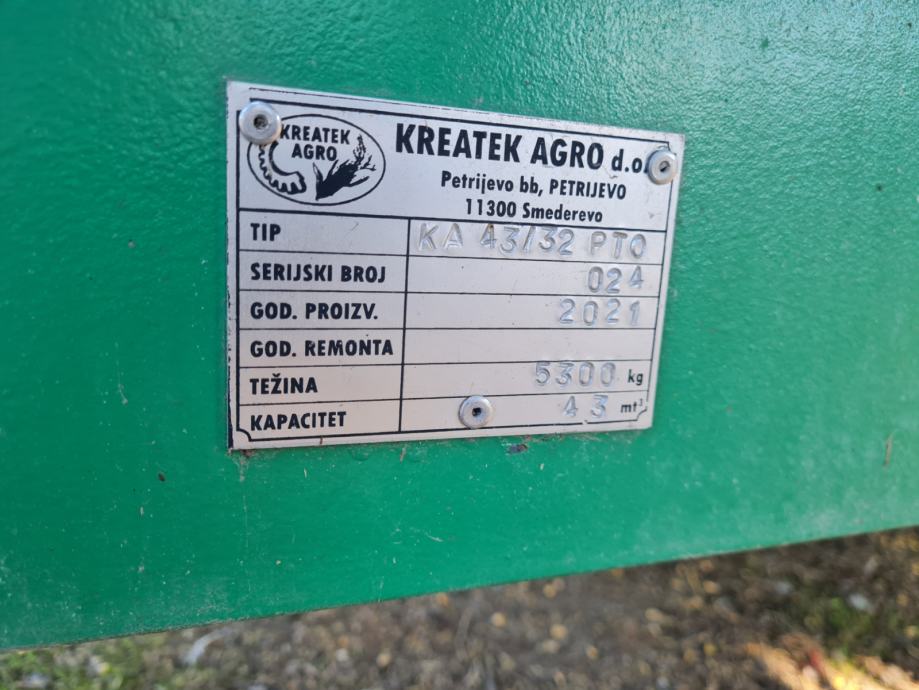 KREATEK
AGRO
KREATEK AGRO
Petrijevo bb, PETRIJEVO
11300 Smederevo
TIP KA 43/32 PTO
SERIJSKI BROJ 024
GOD. PROIZV. 2021
GOD. REMONTA
TEŽINA 5300 kg
KAPACITET 43 mt³